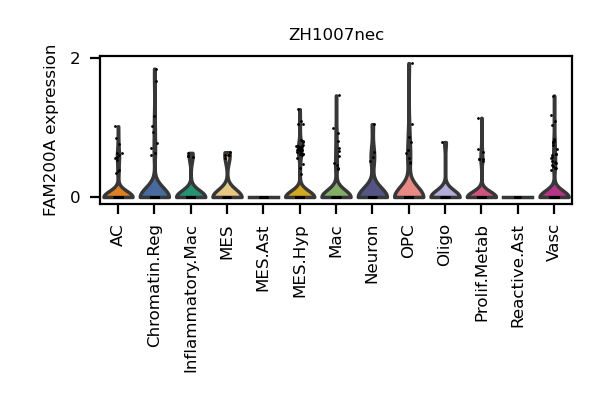 ZH1007nec
FAM200A expression
2
0
AC
Chromatin.Reg
Inflammatory.Mac
MES
MES.Ast
MES.Hyp
Mac
Neuron
OPC
Oligo
Prolif.Metab
Reactive.Ast
Vasc